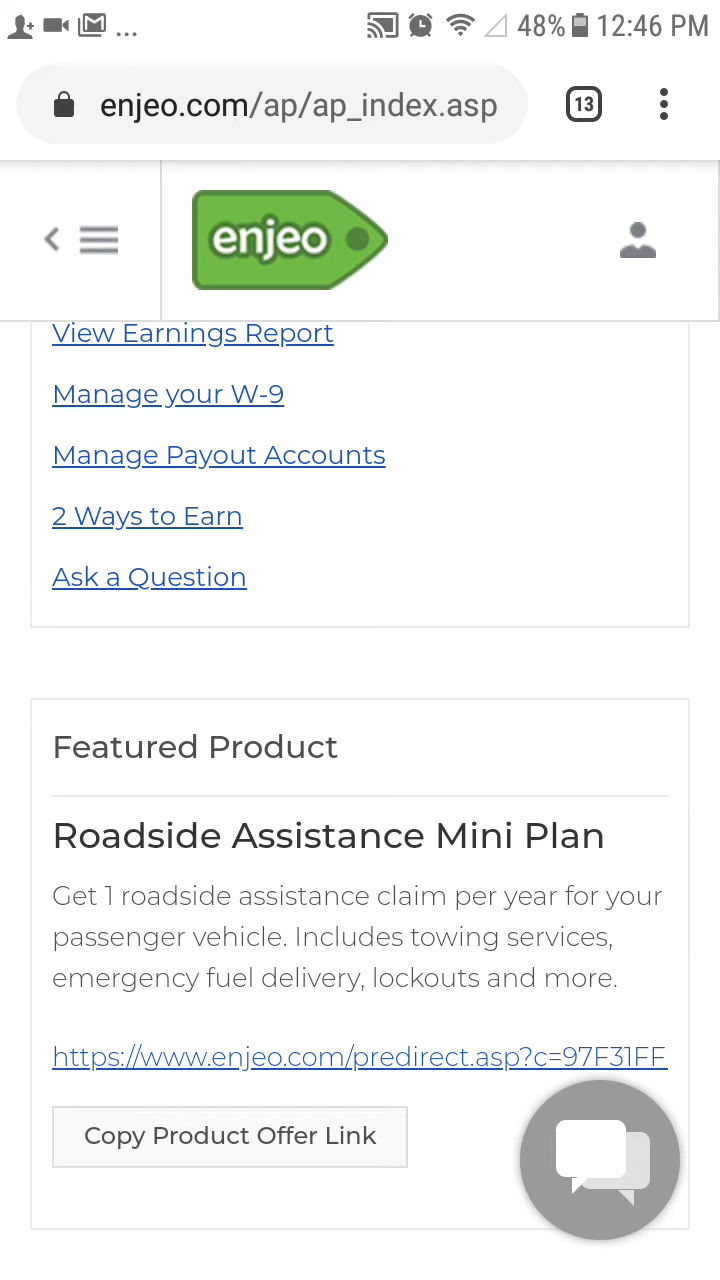 ... 48% 12:46 PM
enjeo.com/ap/ap_index.asp 13
enjeo
View Earnings Report
Manage your W-9
Manage Payout Accounts
2 Ways to Earn
Ask a Question
Featured Product
Roadside Assistance Mini Plan
Get 1 roadside assistance claim per year for your
passenger vehicle. Includes towing services,
emergency fuel delivery, lockouts and more.
https://www.enjeo.com/predirect.asp?c=97F31FF
Copy Product Offer Link